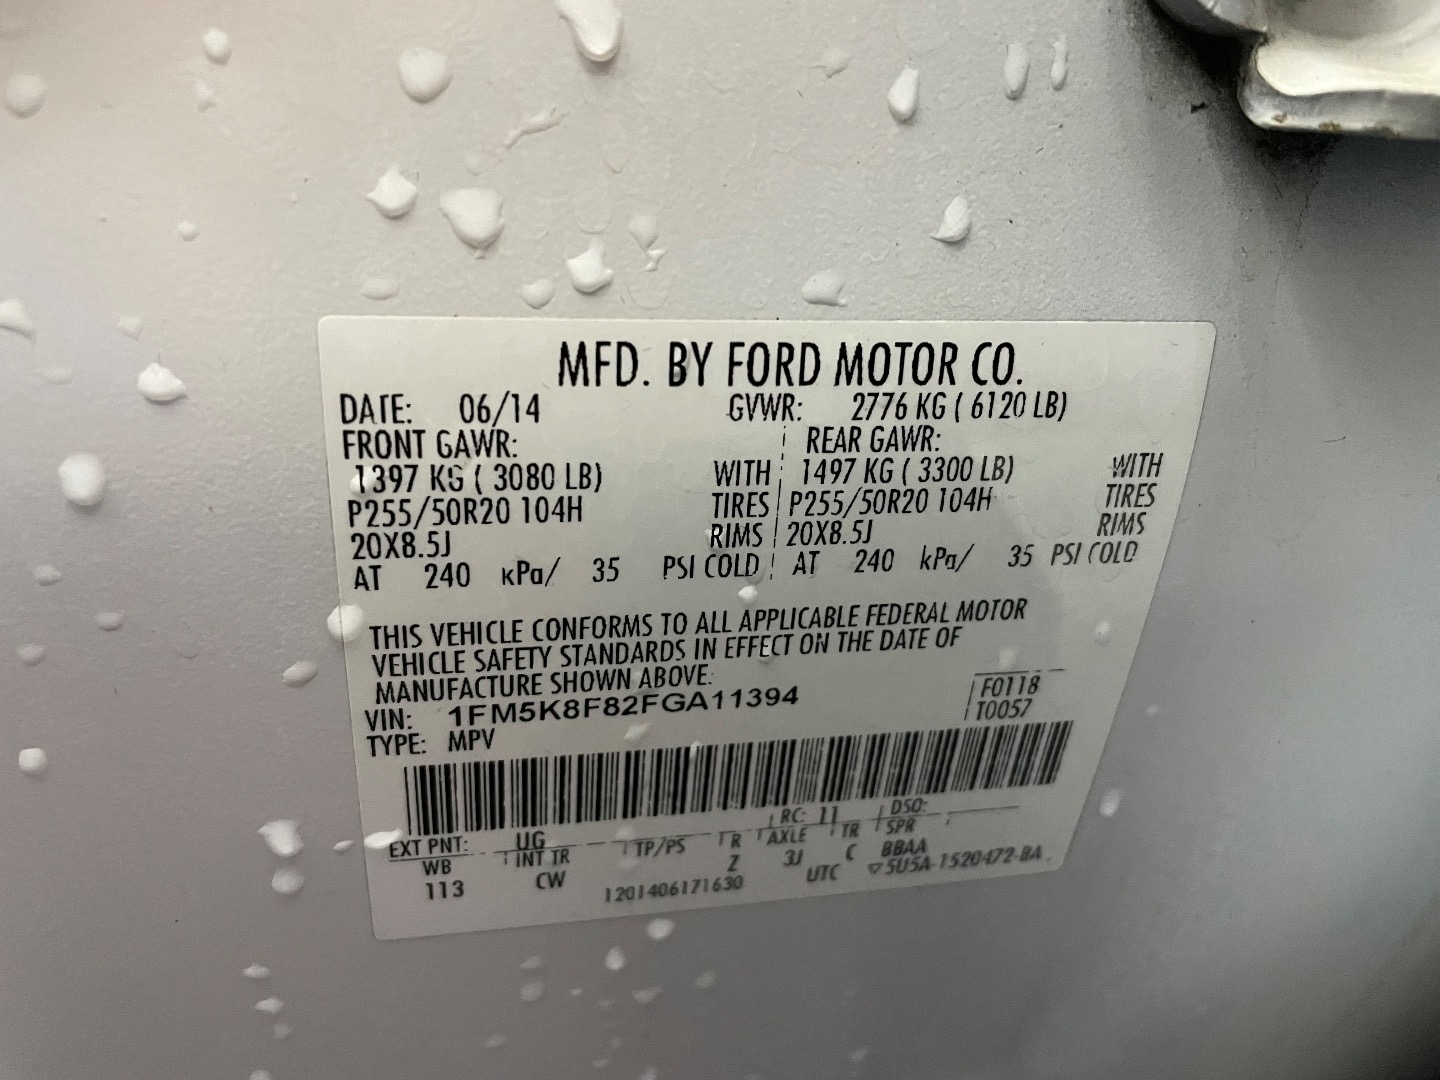 MFD. BY FORD MOTOR CO.
DATE: 06/14 GVWR: 2776 KG ( 6120 LB)
FRONT GAWR: REAR GAWR:
1397 KG ( 3080 LB) WITH 1497 KG ( 3300 LB) WITH
P255/50R20 104H TIRES P255/50R20 104H TIRES
20X8.5J RIMS 20X8.5J RIMS
AT 240 kPa/ 35 PSI COLD AT 240 kPa/ 35 PSI COLD
THIS VEHICLE CONFORMS TO ALL APPLICABLE FEDERAL MOTOR
VEHICLE SAFETY STANDARDS IN EFFECT ON THE DATE OF
MANUFACTURE SHOWN ABOVE.
VIN: 1FM5K8F82FGA11394 F0118
TYPE: MPV T0057
EXT PNT: UG RC: 11 DSO:
WB INT TR TP/PS R AXLE TR SPR
113 CW Z 3J C BBAA
1201406171630 UTC ▽5U5A-1520472-BA